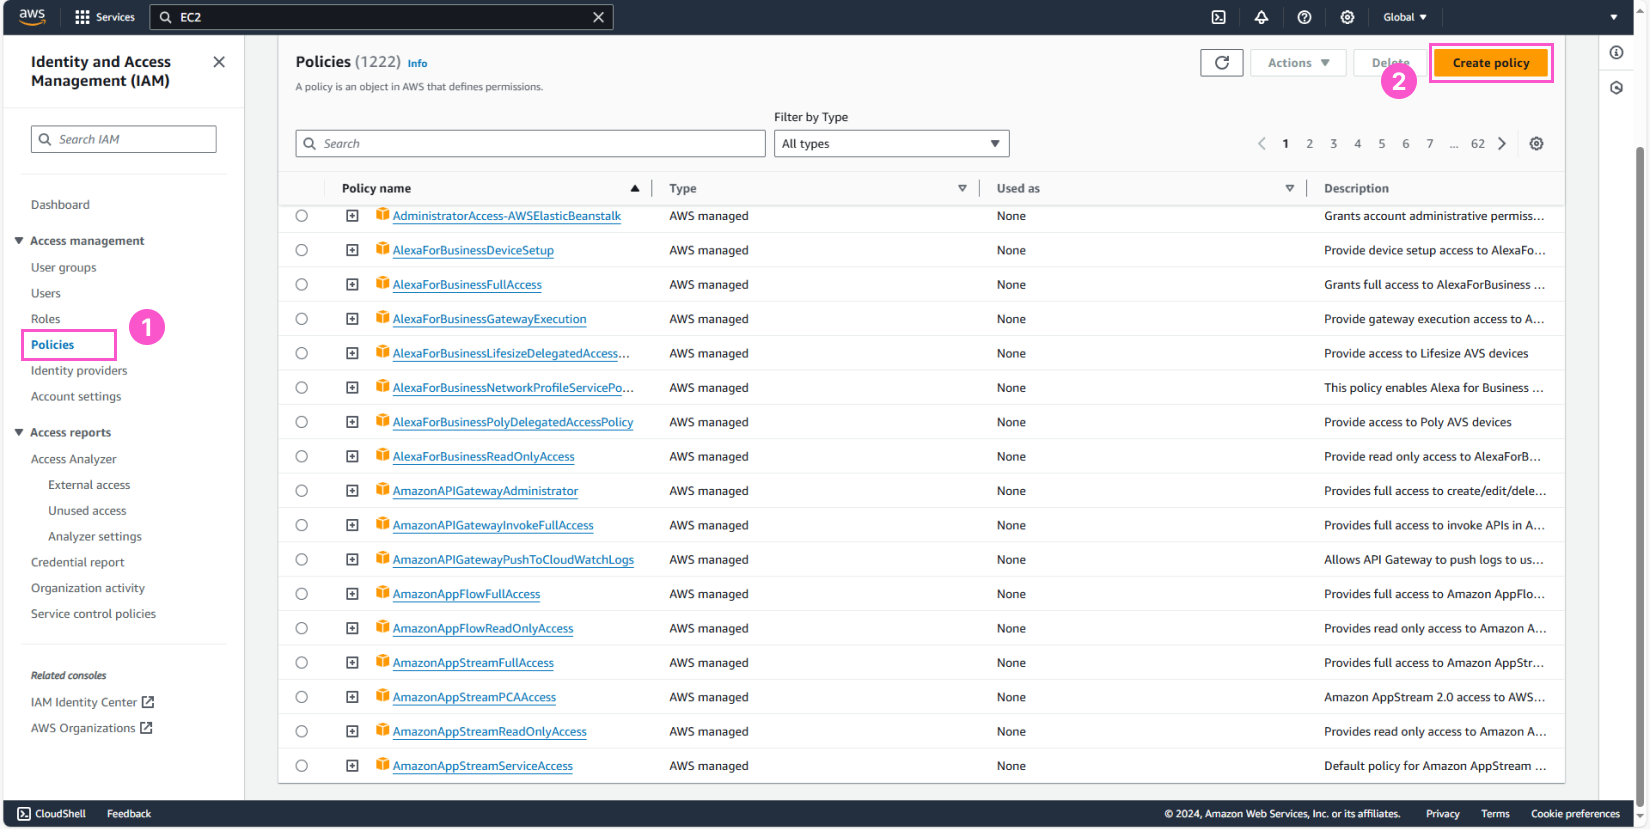 aws
Services
EC2
Global
Identity and Access
Management (IAM)
Search IAM
Dashboard
Access management
User groups
Users
Roles
Policies
1
Identity providers
Account settings
Access reports
Access Analyzer
External access
Unused access
Analyzer settings
Credential report
Organization activity
Service control policies
Related consoles
IAM Identity Center
AWS Organizations
Policies (1222) Info
A policy is an object in AWS that defines permissions.
Actions
Delete
Create policy
2
Filter by Type
Search
All types
1 2 3 4 5 6 7 ... 62
Policy name Type Used as Description
AdministratorAccess-AWSElasticBeanstalk AWS managed None Grants account administrative permiss...
AlexaForBusinessDeviceSetup AWS managed None Provide device setup access to AlexaFo...
AlexaForBusinessFullAccess AWS managed None Grants full access to AlexaForBusiness ...
AlexaForBusinessGatewayExecution AWS managed None Provide gateway execution access to A...
AlexaForBusinessLifesizeDelegatedAccess... AWS managed None Provide access to Lifesize AVS devices
AlexaForBusinessNetworkProfileServicePo... AWS managed None This policy enables Alexa for Business ...
AlexaForBusinessPolyDelegatedAccessPolicy AWS managed None Provide access to Poly AVS devices
AlexaForBusinessReadOnlyAccess AWS managed None Provide read only access to AlexaForB...
AmazonAPIGatewayAdministrator AWS managed None Provides full access to create/edit/dele...
AmazonAPIGatewayInvokeFullAccess AWS managed None Provides full access to invoke APIs in A...
AmazonAPIGatewayPushToCloudWatchLogs AWS managed None Allows API Gateway to push logs to us...
AmazonAppFlowFullAccess AWS managed None Provides full access to Amazon AppFlo...
AmazonAppFlowReadOnlyAccess AWS managed None Provides read only access to Amazon A...
AmazonAppStreamFullAccess AWS managed None Provides full access to Amazon AppStr...
AmazonAppStreamPCAAccess AWS managed None Amazon AppStream 2.0 access to AWS...
AmazonAppStreamReadOnlyAccess AWS managed None Provides read only access to Amazon A...
AmazonAppStreamServiceAccess AWS managed None Default policy for Amazon AppStream ...
CloudShell Feedback © 2024, Amazon Web Services, Inc. or its affiliates. Privacy Terms Cookie preferences